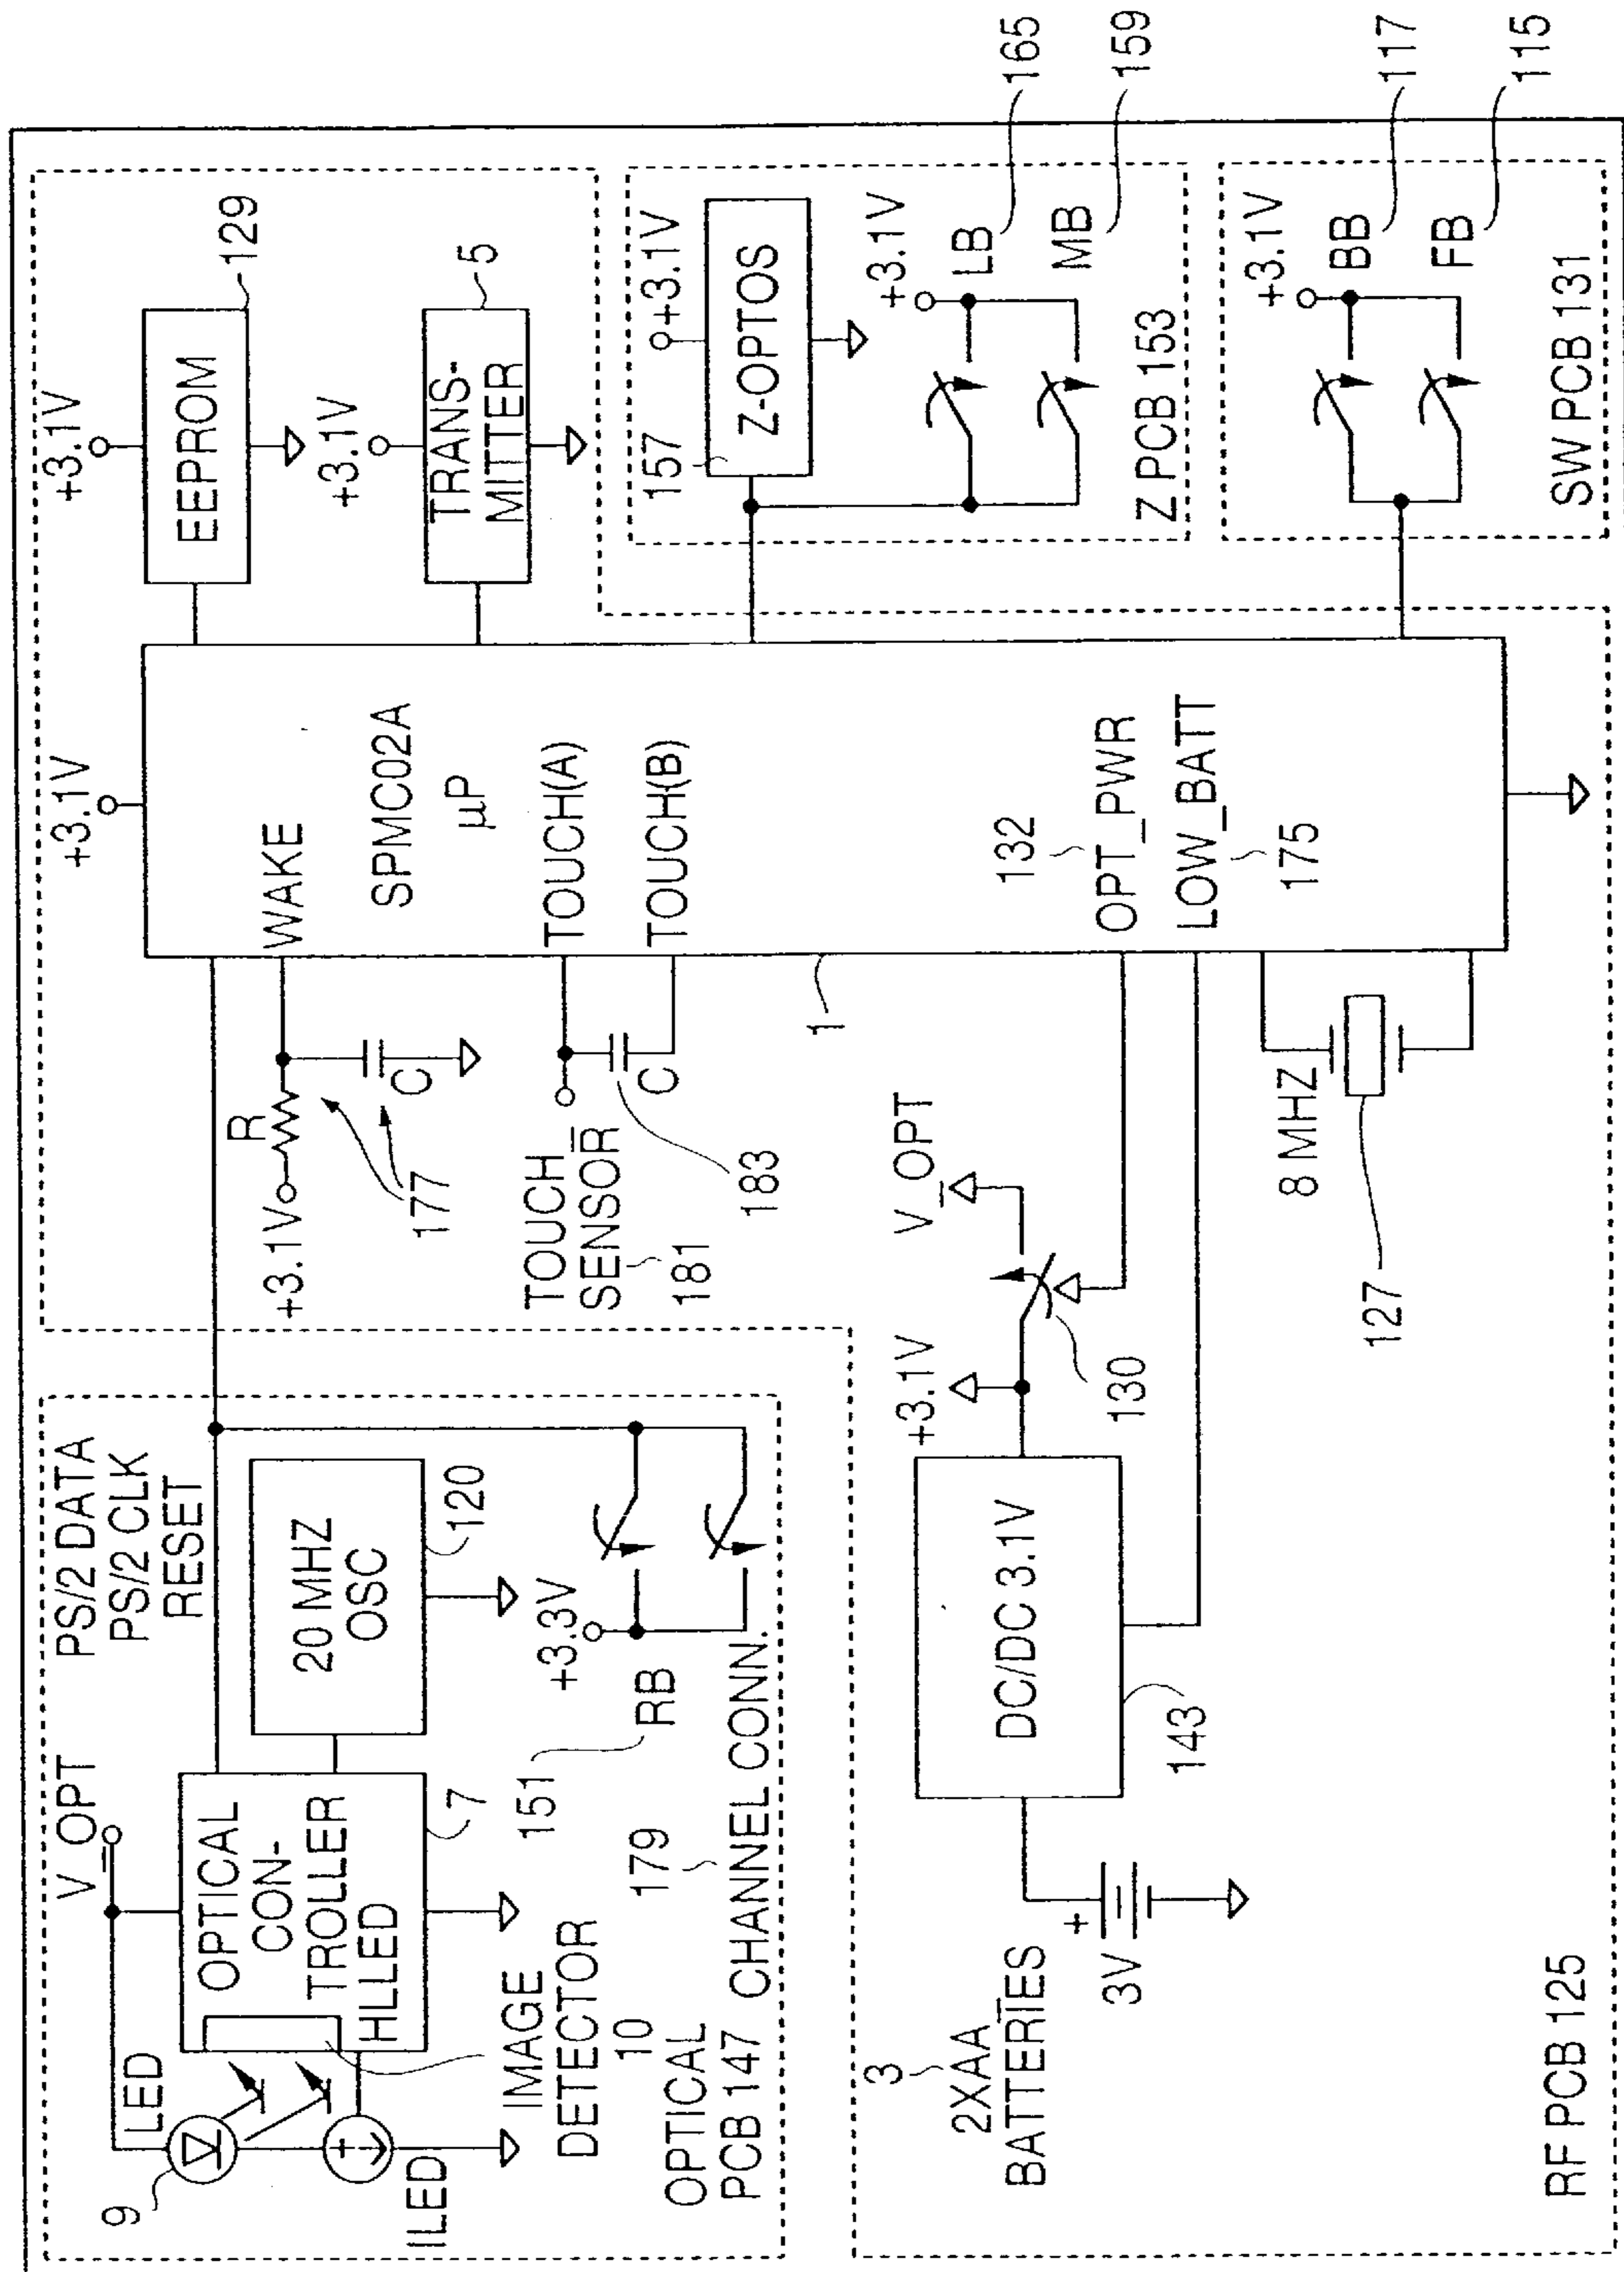 V_OPT
PS/2 DATA
PS/2 CLK
RESET
9
LED
OPTICAL
CON-
TROLLER
HLLED
7
20 MHZ
OSC
120
ILED
IMAGE
DETECTOR
10
OPTICAL
PCB 147
+3.3V
151
RB
179
CHANNEL CONN.
+3.1V
R
C
177
TOUCH_
SENSOR
181
C
183
+3.1V
WAKE
SPMC02A
µP
TOUCH(A)
TOUCH(B)
1
132
OPT_PWR
LOW_BATT
175
+3.1V
EEPROM
129
+3.1V
TRANS-
MITTER
5
157
+3.1V
Z-OPTOS
+3.1V
LB
165
MB
159
Z PCB 153
+3.1V
BB
117
FB
115
SW PCB 131
3
2XAA
BATTERIES
+
3V
DC/DC 3.1V
143
+3.1V
130
V_OPT
8 MHZ
127
RF PCB 125